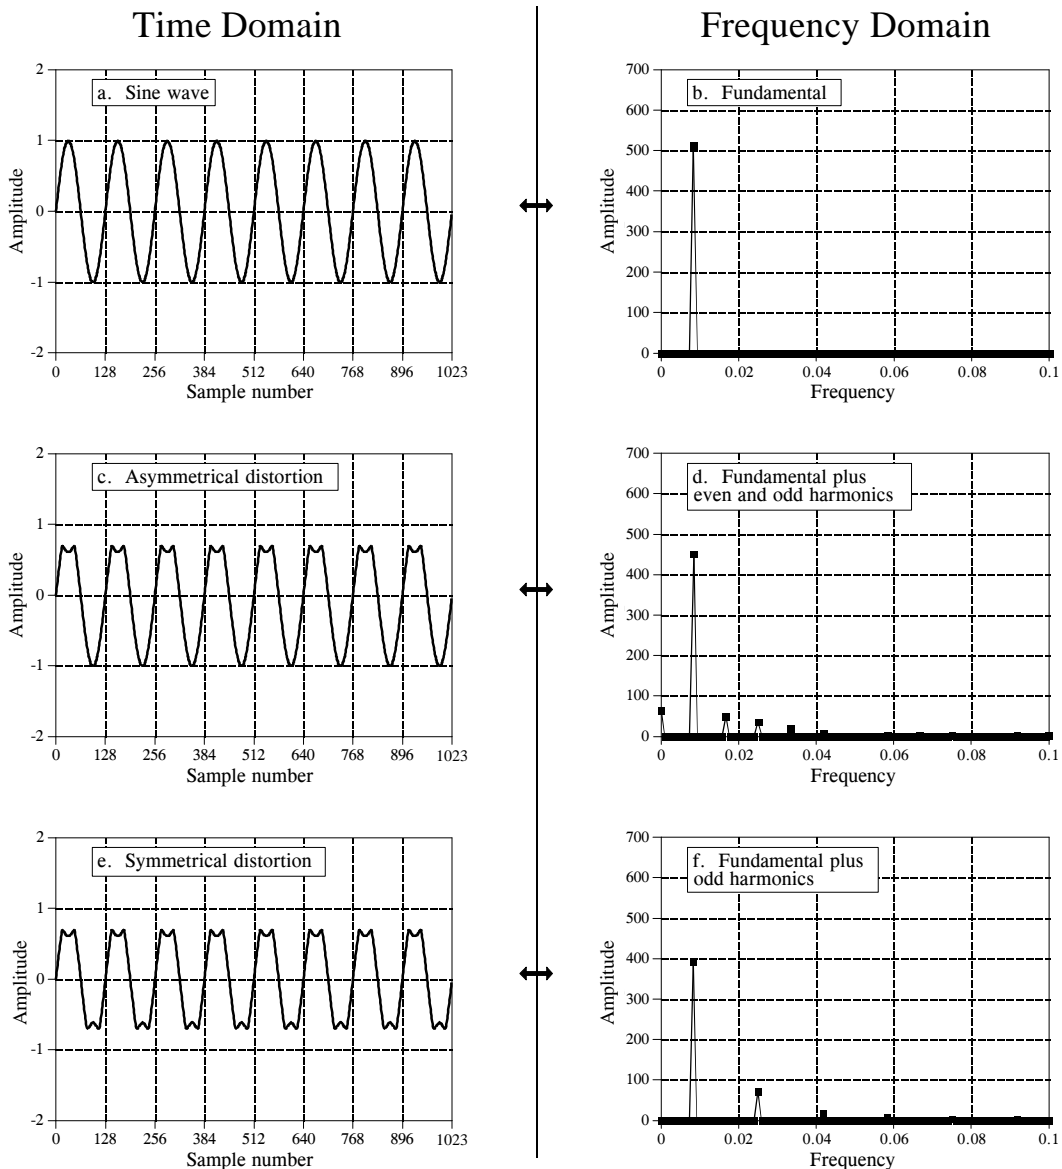 Time Domain
Frequency Domain
a. Sine wave
2
1
0
-1
-2
Amplitude
0 128 256 384 512 640 768 896 1023
Sample number
b. Fundamental
700
600
500
400
300
200
100
0
Amplitude
0 0.02 0.04 0.06 0.08 0.1
Frequency
c. Asymmetrical distortion
2
1
0
-1
-2
Amplitude
0 128 256 384 512 640 768 896 1023
Sample number
d. Fundamental plus
even and odd harmonics
700
600
500
400
300
200
100
0
Amplitude
0 0.02 0.04 0.06 0.08 0.1
Frequency
e. Symmetrical distortion
2
1
0
-1
-2
Amplitude
0 128 256 384 512 640 768 896 1023
Sample number
f. Fundamental plus
odd harmonics
700
600
500
400
300
200
100
0
Amplitude
0 0.02 0.04 0.06 0.08 0.1
Frequency